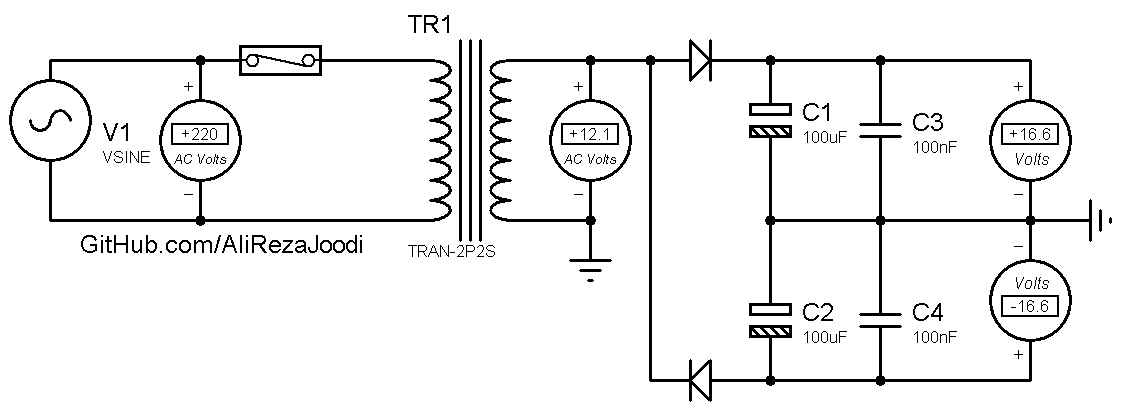 TR1
V1
VSINE
+
+220
AC Volts
−
GitHub.com/AliRezaJoodi
TRAN-2P2S
+
+12.1
AC Volts
−
C1
100uF
C3
100nF
+
+16.6
Volts
−
C2
100uF
C4
100nF
−
Volts
-16.6
+